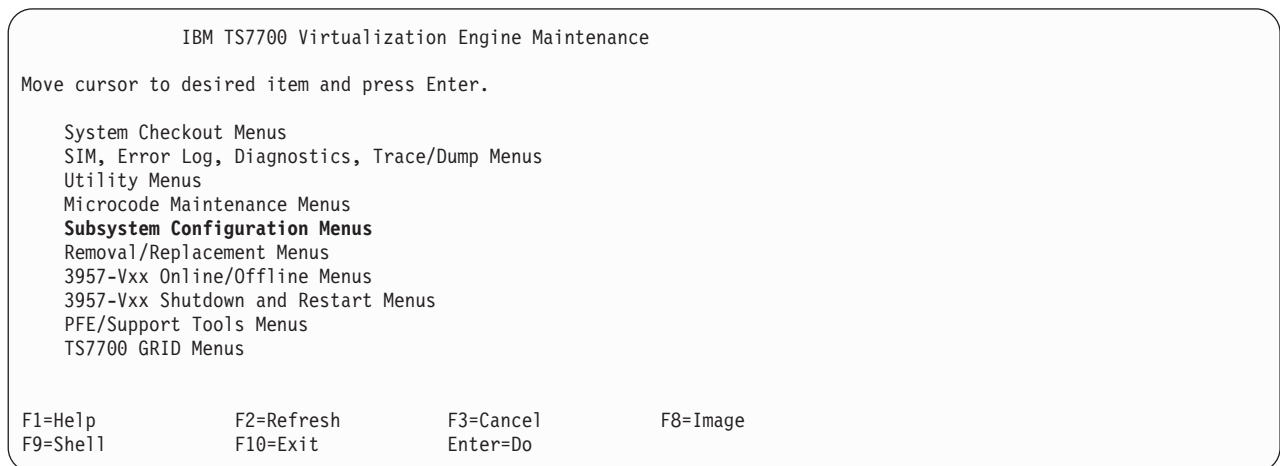 IBM TS7700 Virtualization Engine Maintenance
Move cursor to desired item and press Enter.
System Checkout Menus
SIM, Error Log, Diagnostics, Trace/Dump Menus
Utility Menus
Microcode Maintenance Menus
Subsystem Configuration Menus
Removal/Replacement Menus
3957-Vxx Online/Offline Menus
3957-Vxx Shutdown and Restart Menus
PFE/Support Tools Menus
TS7700 GRID Menus
F1=Help F2=Refresh F3=Cancel F8=Image
F9=Shell F10=Exit Enter=Do